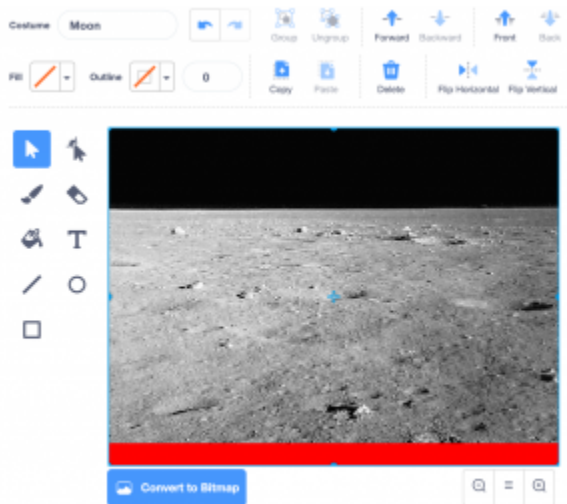 Costume Moon Group Ungroup Forward Backward Front Back
Fill Outline 0 Copy Paste Delete Flip Horizontal Flip Vertical
T
Convert to Bitmap